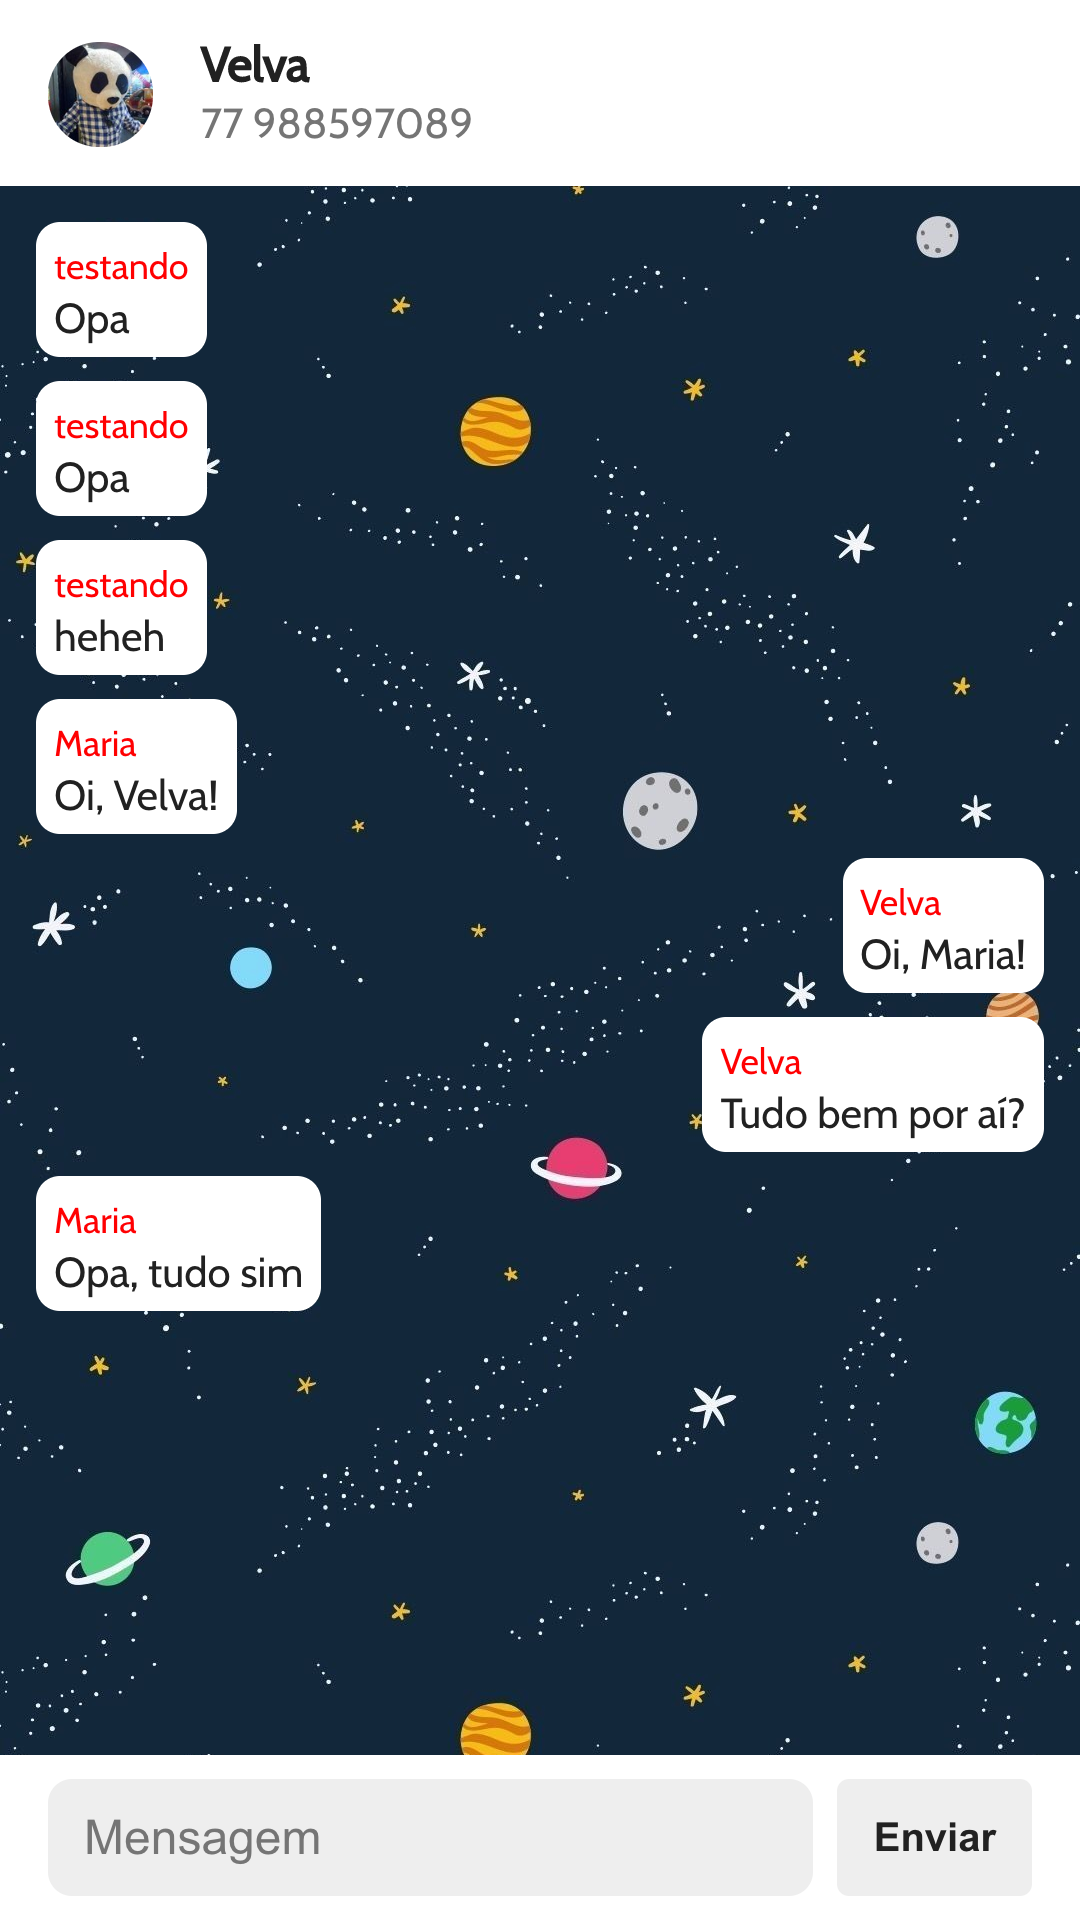 Velva
77 988597089
testando
Opa
testando
Opa
testando
heheh
Maria
Oi, Velva!
Velva
Oi, Maria!
Velva
Tudo bem por aí?
Maria
Opa, tudo sim
Mensagem
Enviar